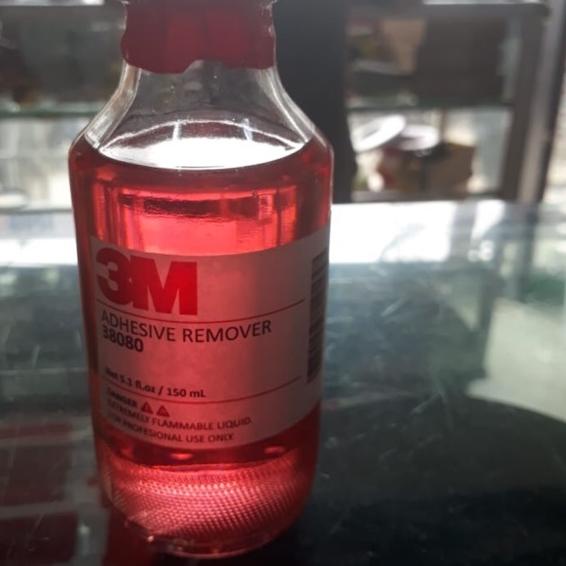 3M
ADHESIVE REMOVER
38080
Net 5.1 fl.oz / 150 mL
DANGER
EXTREMELY FLAMMABLE LIQUID.
FOR PROFESIONAL USE ONLY